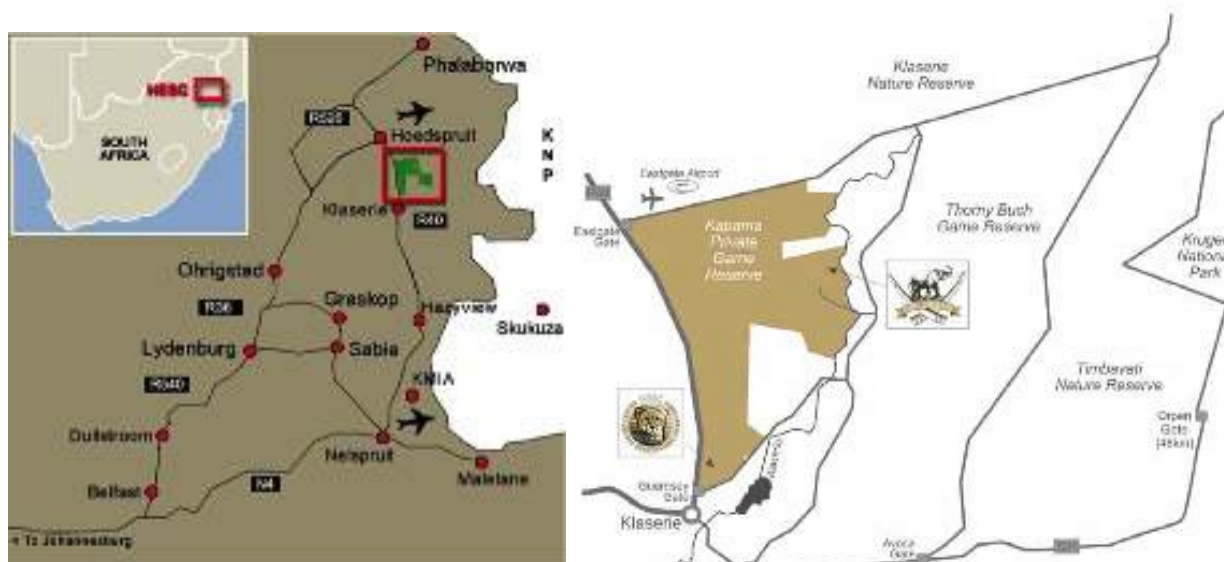 Phalaborwa
Hoedspruit
K
N
P
HESC
SOUTH
AFRICA
Klaserie
R40
Ohrigstad
Graskop
Hazyview
Skukuza
R36
Lydenburg
Sabia
R540
KMIA
Dullstroom
Nelspruit
Malelane
Belfast
N4
To Johannesburg
Klaserie
Nature Reserve
Eastgate Airport
Eastgate
Gate
Kapama
Private
Game
Reserve
Thorny Bush
Game Reserve
Kruger
National
Park
Timbavati
Nature Reserve
Orpen
Gate
(45km)
Guernsey
Gate
Klaserie
Avoca
Gate